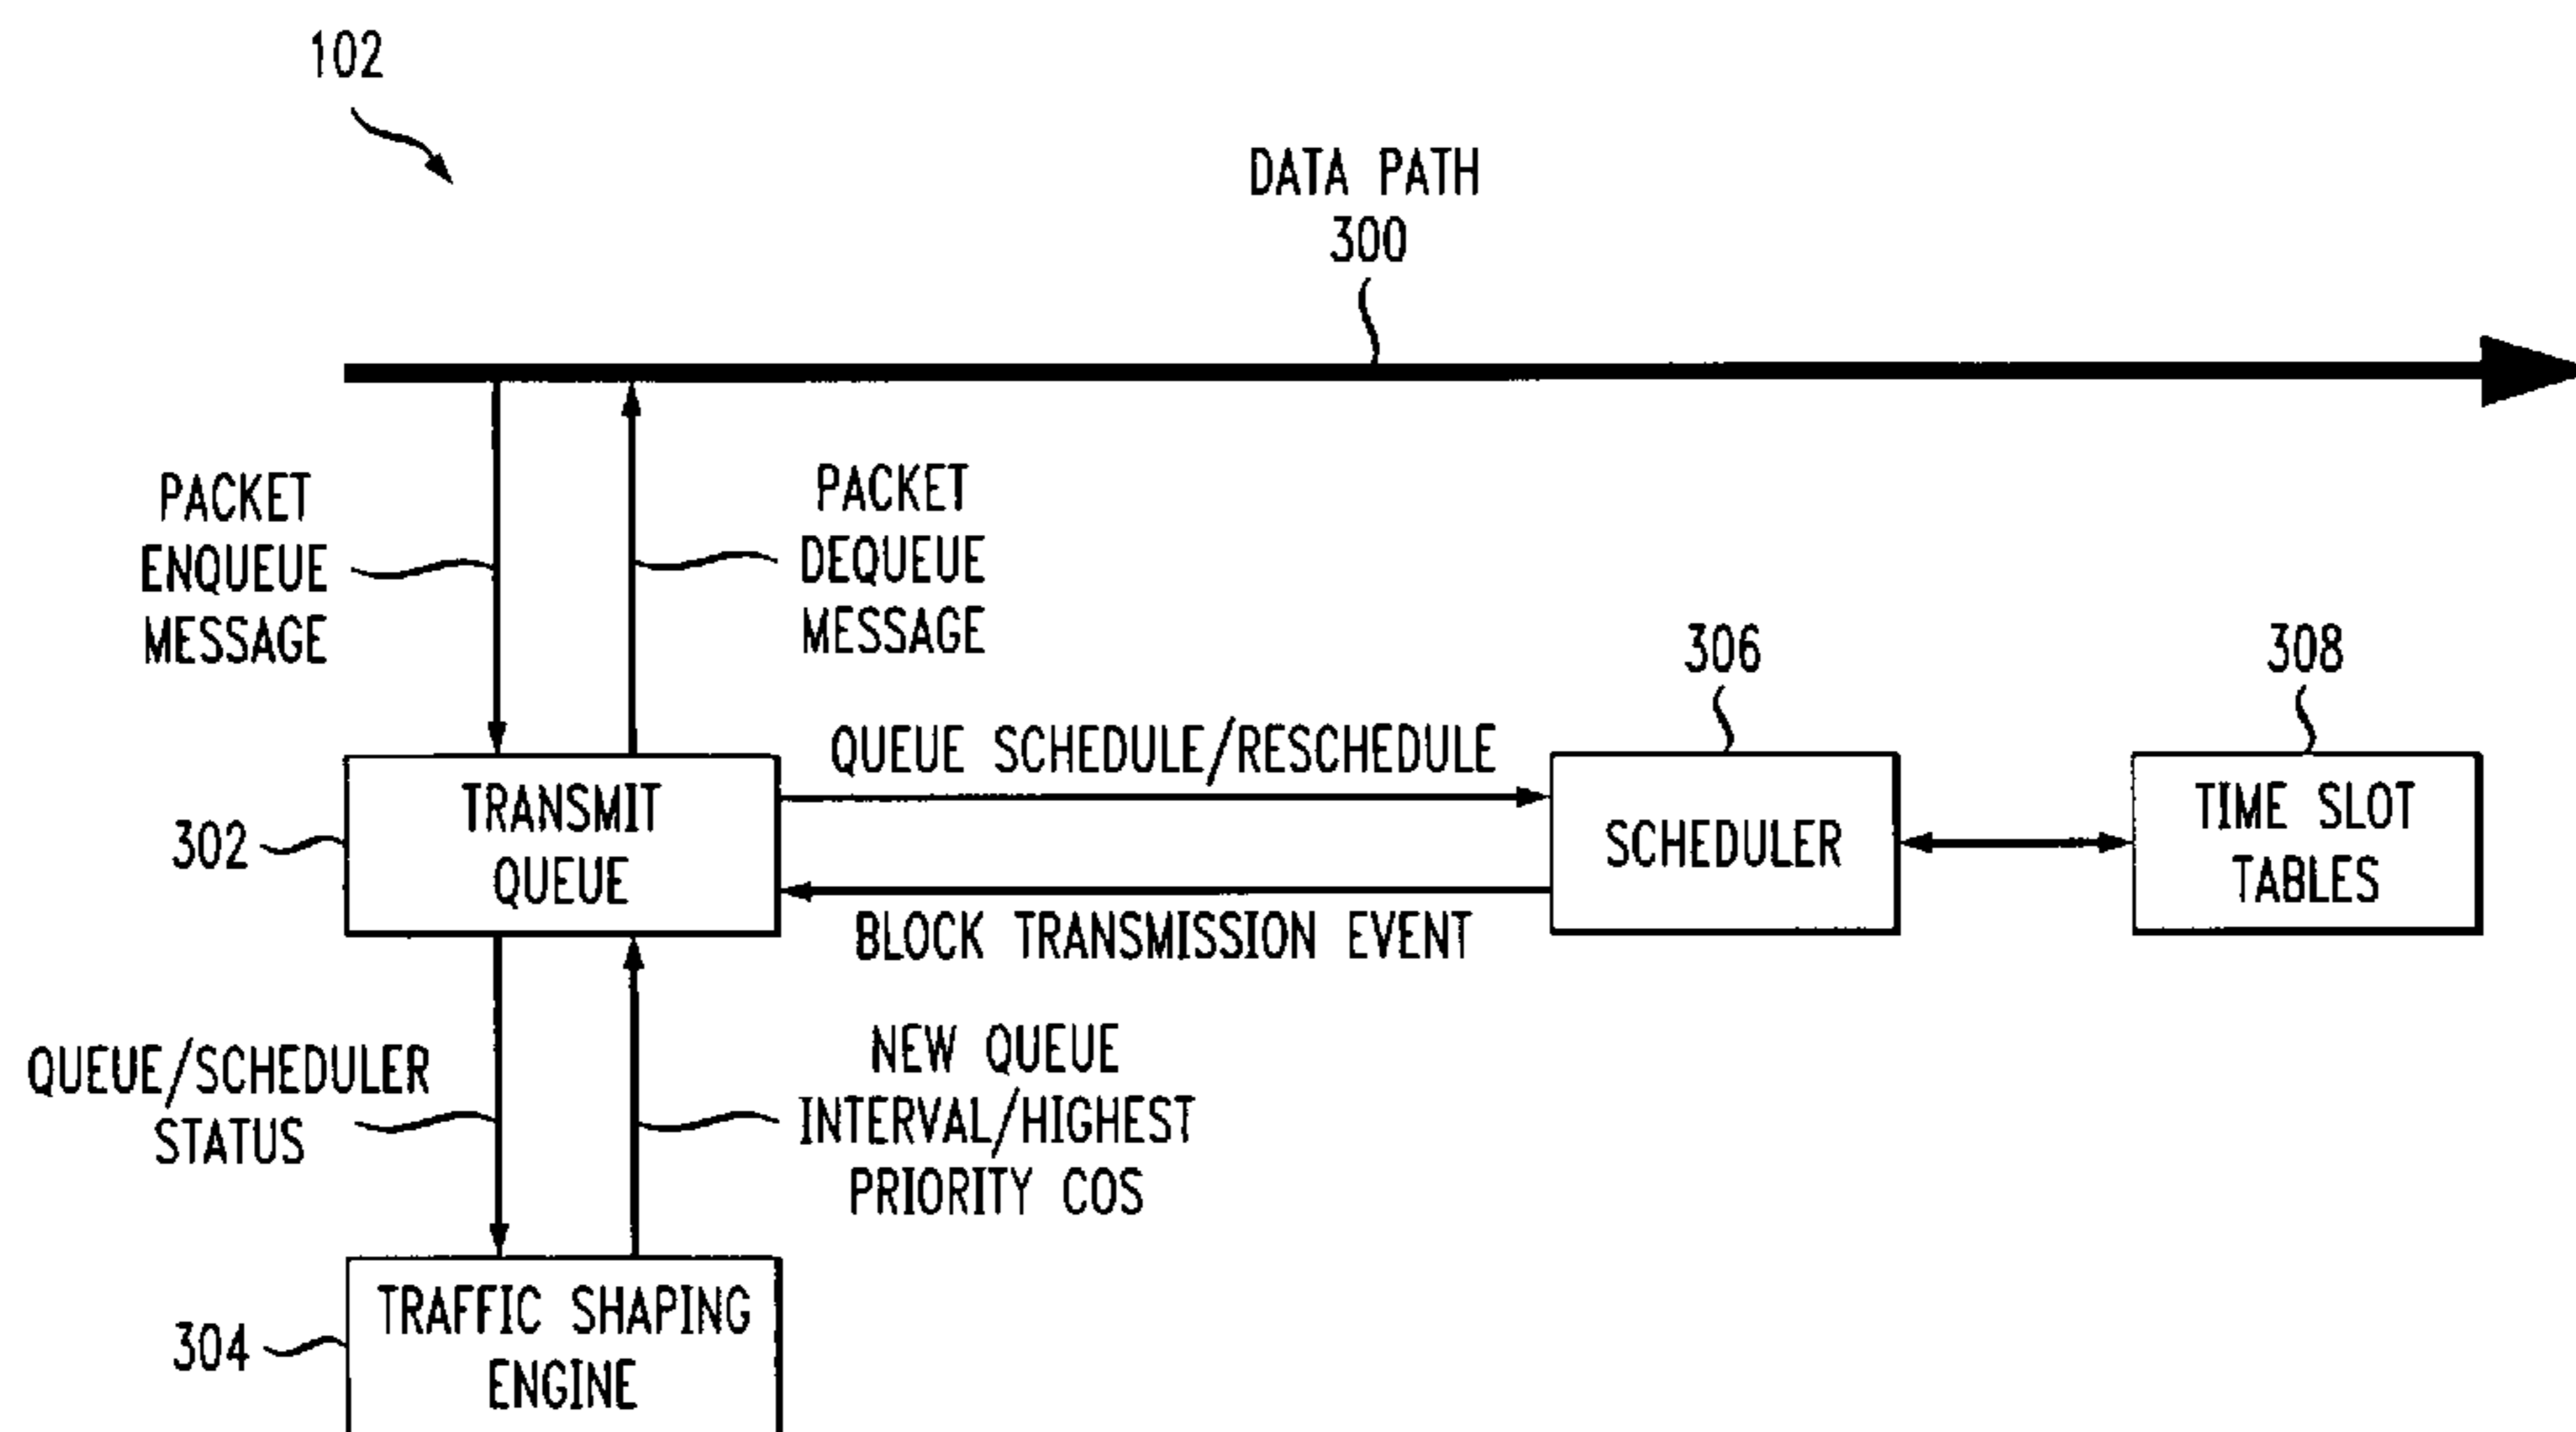 102
DATA PATH
300
PACKET
ENQUEUE
MESSAGE
PACKET
DEQUEUE
MESSAGE
306
308
QUEUE SCHEDULE/RESCHEDULE
302
TRANSMIT
QUEUE
SCHEDULER
TIME SLOT
TABLES
BLOCK TRANSMISSION EVENT
QUEUE/SCHEDULER
STATUS
NEW QUEUE
INTERVAL/HIGHEST
PRIORITY COS
304
TRAFFIC SHAPING
ENGINE